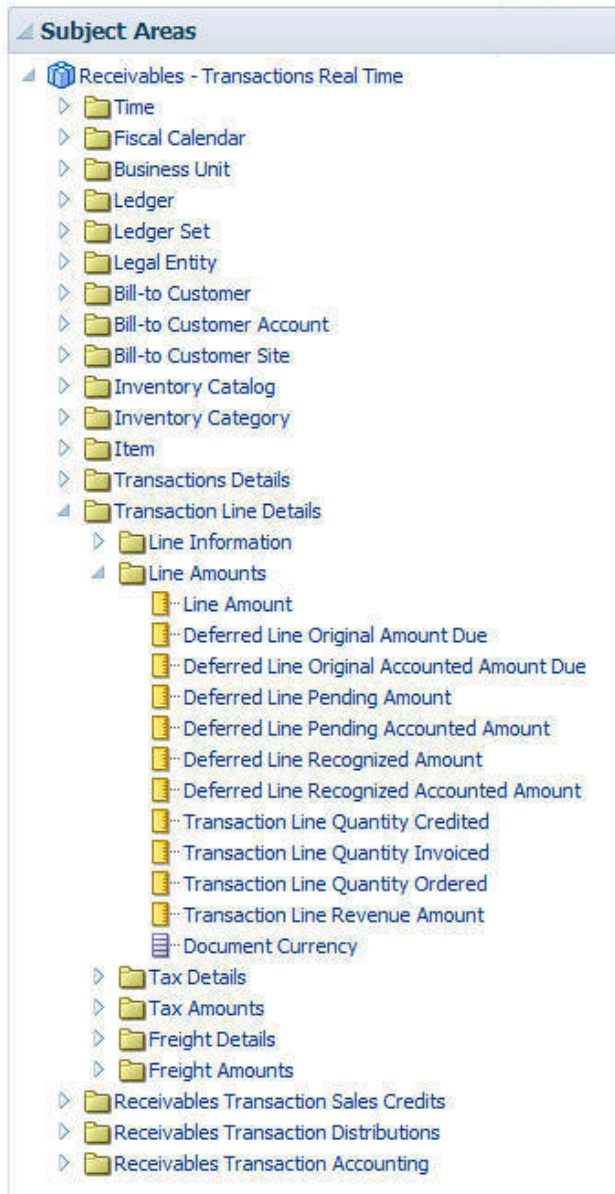 Subject Areas
Receivables - Transactions Real Time
Time
Fiscal Calendar
Business Unit
Ledger
Ledger Set
Legal Entity
Bill-to Customer
Bill-to Customer Account
Bill-to Customer Site
Inventory Catalog
Inventory Category
Item
Transactions Details
Transaction Line Details
Line Information
Line Amounts
Line Amount
Deferred Line Original Amount Due
Deferred Line Original Accounted Amount Due
Deferred Line Pending Amount
Deferred Line Pending Accounted Amount
Deferred Line Recognized Amount
Deferred Line Recognized Accounted Amount
Transaction Line Quantity Credited
Transaction Line Quantity Invoiced
Transaction Line Quantity Ordered
Transaction Line Revenue Amount
Document Currency
Tax Details
Tax Amounts
Freight Details
Freight Amounts
Receivables Transaction Sales Credits
Receivables Transaction Distributions
Receivables Transaction Accounting